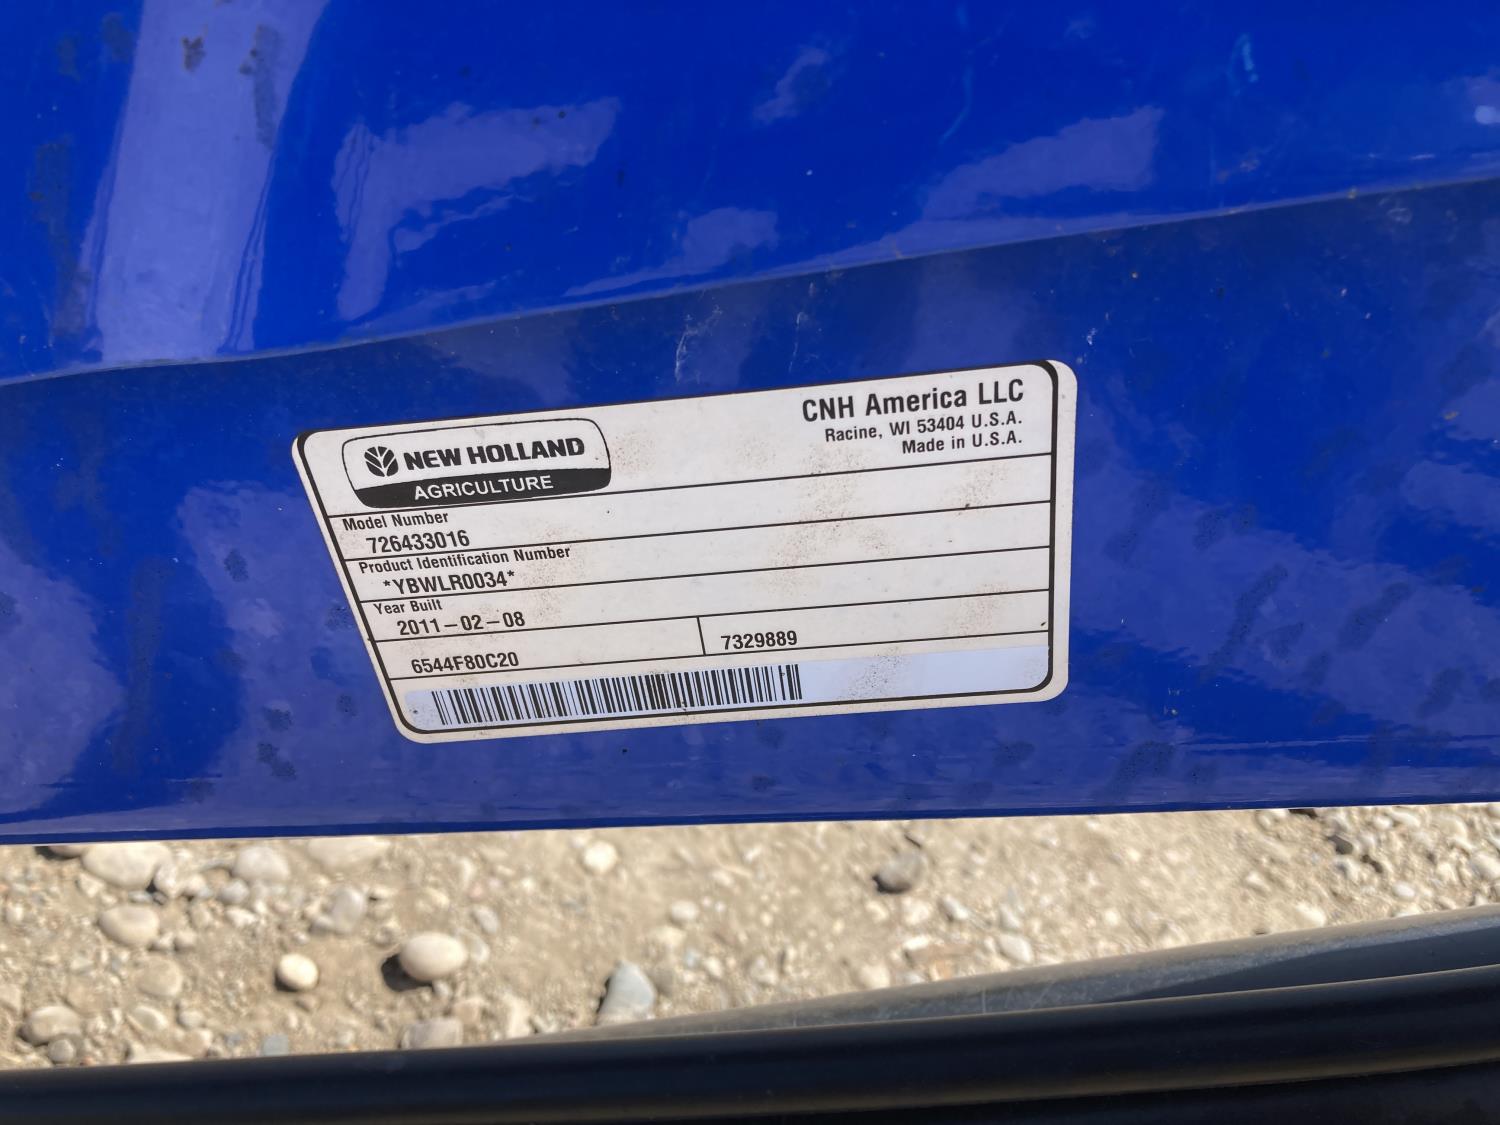 NEW HOLLAND
AGRICULTURE
CNH America LLC
Racine, WI 53404 U.S.A.
Made in U.S.A.
Model Number
726433016
Product Identification Number
*YBWLR0034*
Year Built
2011-02-08
6544F80C20
7329889